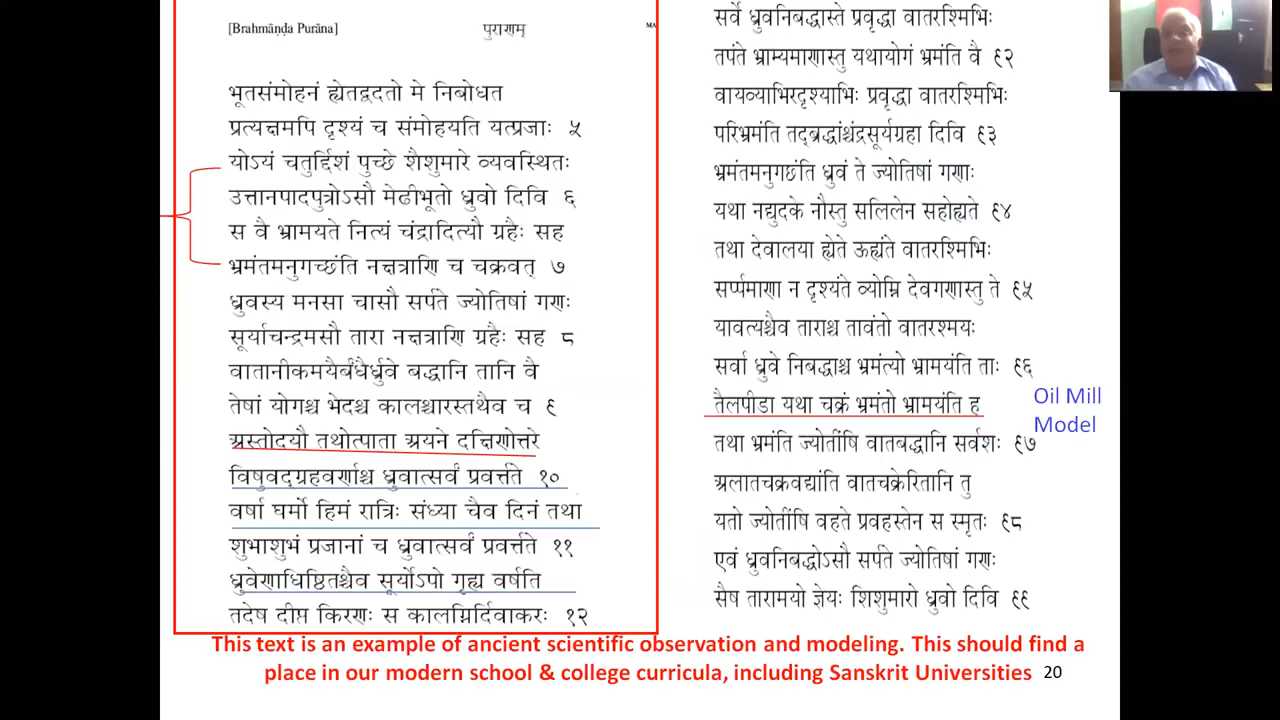 [Brahmāṇḍa Purāna]
पुराणम्
MA
भूतसंमोहनं ह्येतद्वदतो मे निबोधत
प्रत्यक्षमपि दृश्यं च संमोहयति यत्प्रजाः ५
योऽयं चतुर्द्दिशं पुच्छे शैशुमारे व्यवस्थितः
उत्तानपादपुत्रोऽसौ मेढीभूतो ध्रुवो दिवि ६
स वै भ्रामयते नित्यं चंद्रादित्यौ ग्रहैः सह
भ्रमंतमनुगच्छंति नक्षत्राणि च चक्रवत् ७
ध्रुवस्य मनसा चासौ सर्पते ज्योतिषां गणः
सूर्याचन्द्रमसौ तारा नक्षत्राणि ग्रहैः सह ८
वातानीकमयैर्बंधैर्ध्रुवे बद्धानि तानि वै
तेषां योगश्च भेदश्च कालश्चारस्तथैव च ९
अस्तोदयौ तथोत्पाता अयने दक्षिणोत्तरे
विषुवद्ग्रहवर्णाश्च ध्रुवात्सर्वं प्रवर्त्तते १०
वर्षा घर्मो हिमं रात्रिः संध्या चैव दिनं तथा
शुभाशुभं प्रजानां च ध्रुवात्सर्वं प्रवर्त्तते ११
ध्रुवेणाधिष्ठितश्चैव सूर्योऽपो गृह्य वर्षति
तदेष दीप्त किरणः स कालाग्निर्दिवाकरः १२
सर्वे ध्रुवनिबद्धास्ते प्रवृद्धा वातरश्मिभिः
तपंते भ्राम्यमाणास्तु यथायोगं भ्रमंति वै ९२
वायव्याभिरदृश्याभिः प्रवृद्धा वातरश्मिभिः
परिभ्रमंति तद्बद्धांश्चंद्रसूर्यग्रहा दिवि ९३
भ्रमंतमनुगछंति ध्रुवं ते ज्योतिषां गणाः
यथा नद्युदके नौस्तु सलिलेन सहोह्यते ९४
तथा देवालया ह्येते ऊह्यंते वातरश्मिभिः
सर्प्पमाणा न दृश्यंते व्योम्नि देवगणास्तु ते ९५
यावत्यश्चैव ताराश्च तावंतो वातरश्मयः
सर्वा ध्रुवे निबद्धाश्च भ्रमंत्यो भ्रामयंति ताः ९६
तैलपीडा यथा चक्रं भ्रमंतो भ्रामयंति ह
Oil Mill
Model
तथा भ्रमंति ज्योतींषि वातबद्धानि सर्वशः ९७
अलातचक्रवद्यांति वातचक्रेरितानि तु
यतो ज्योतींषि वहते प्रवहस्तेन स स्मृतः ९८
एवं ध्रुवनिबद्धोऽसौ सर्पते ज्योतिषां गणः
सैष तारामयो ज्ञेयः शिशुमारो ध्रुवो दिवि ९९
This text is an example of ancient scientific observation and modeling. This should find a
place in our modern school & college curricula, including Sanskrit Universities 20